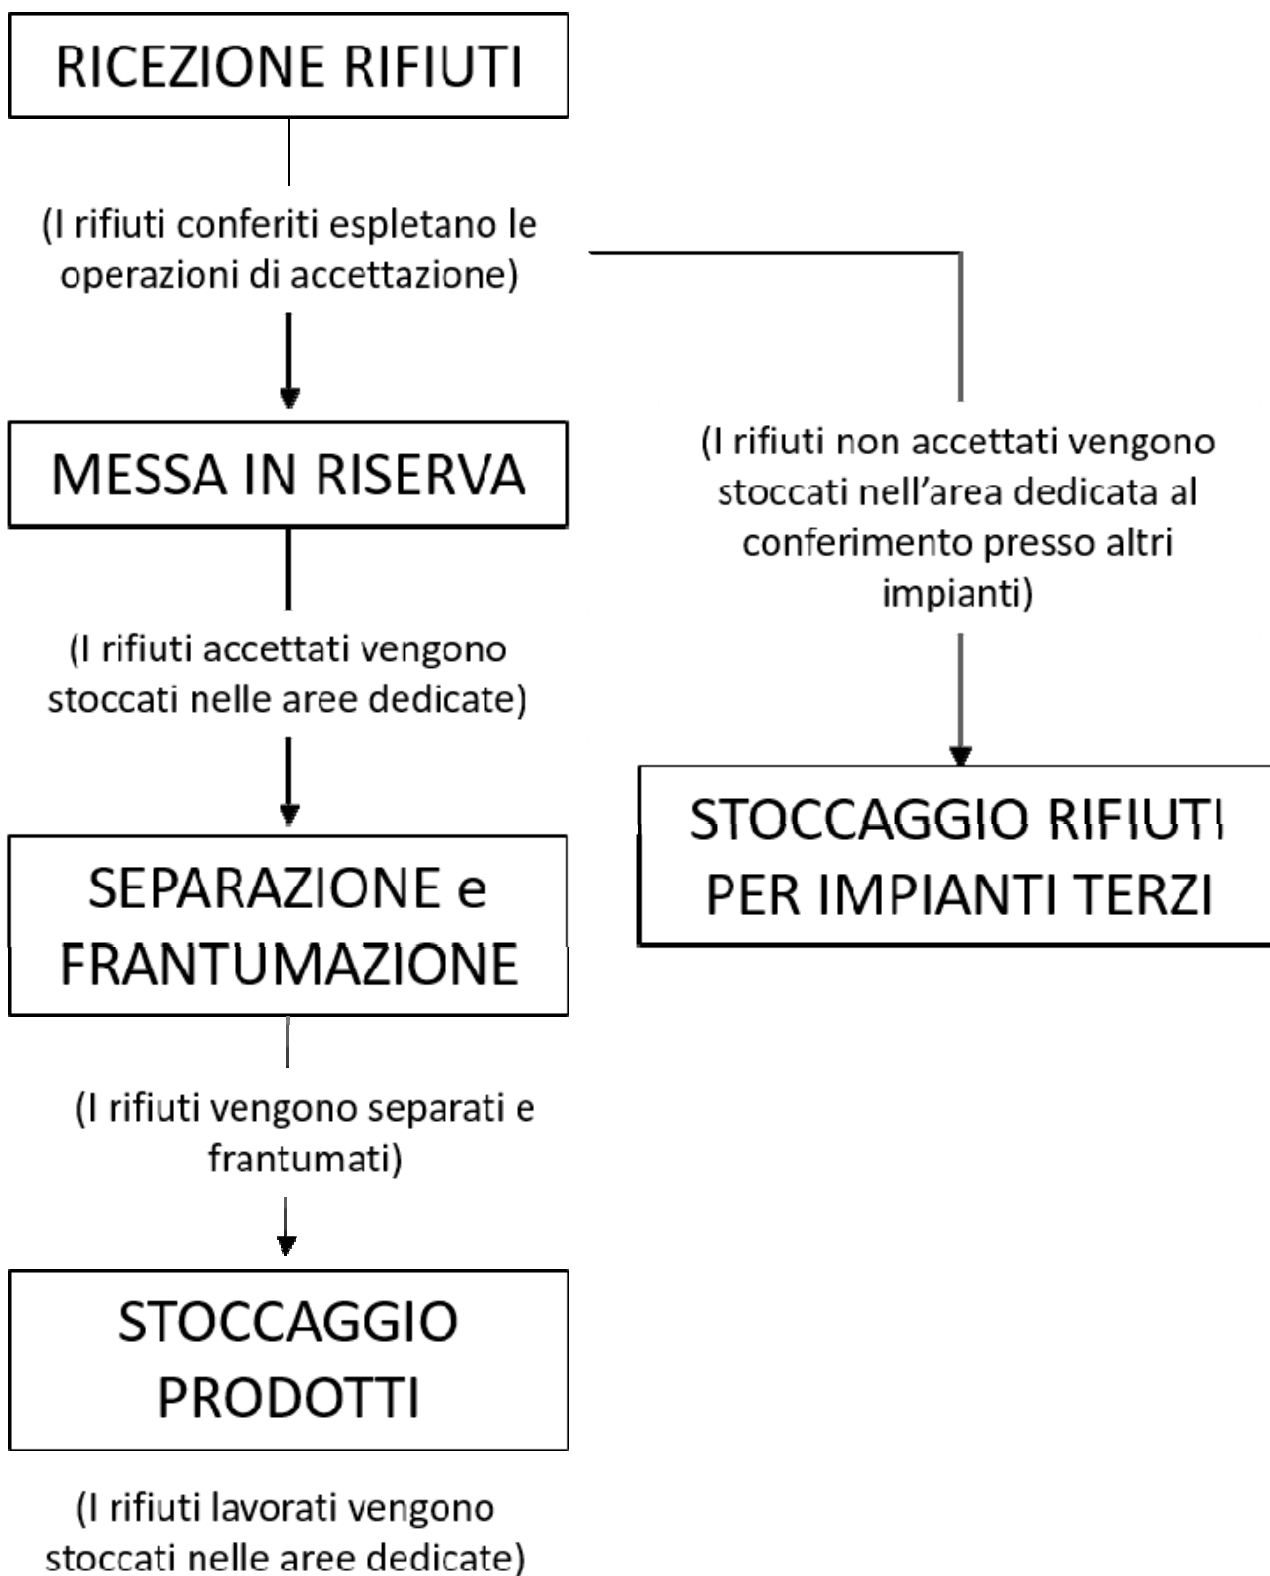 RICEZIONE RIFIUTI
(I rifiuti conferiti espletano le
operazioni di accettazione)
MESSA IN RISERVA
(I rifiuti accettati vengono
stoccati nelle aree dedicate)
SEPARAZIONE e
FRANTUMAZIONE
(I rifiuti vengono separati e
frantumati)
STOCCAGGIO
PRODOTTI
(I rifiuti lavorati vengono
stoccati nelle aree dedicate)
(I rifiuti non accettati vengono
stoccati nell’area dedicata al
conferimento presso altri
impianti)
STOCCAGGIO RIFIUTI
PER IMPIANTI TERZI